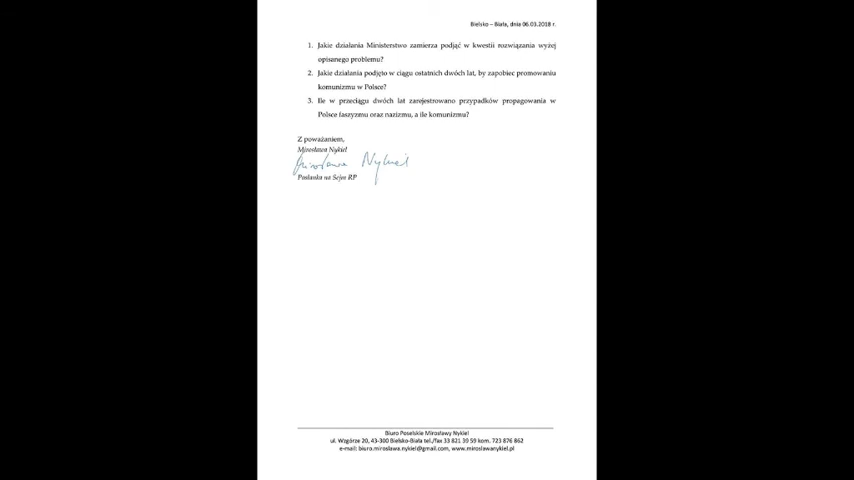 Bielsko – Biała, dnia 06.03.2018 r.
1. Jakie działania Ministerstwo zamierza podjąć w kwestii rozwiązania wyżej
opisanego problemu?
2. Jakie działania podjęto w ciągu ostatnich dwóch lat, by zapobiec promowaniu
komunizmu w Polsce?
3. Ile w przeciągu dwóch lat zarejestrowano przypadków propagowania w
Polsce faszyzmu oraz nazizmu, a ile komunizmu?
Z poważaniem,
Mirosława Nykiel
Mirosława Nykiel
Posłanka na Sejm RP
Biuro Poselskie Mirosławy Nykiel
ul. Wzgórze 20, 43-300 Bielsko-Biała tel./fax 33 821 39 59 kom. 723 876 862
e-mail: biuro.miroslawa.nykiel@gmail.com, www.miroslawanykiel.pl